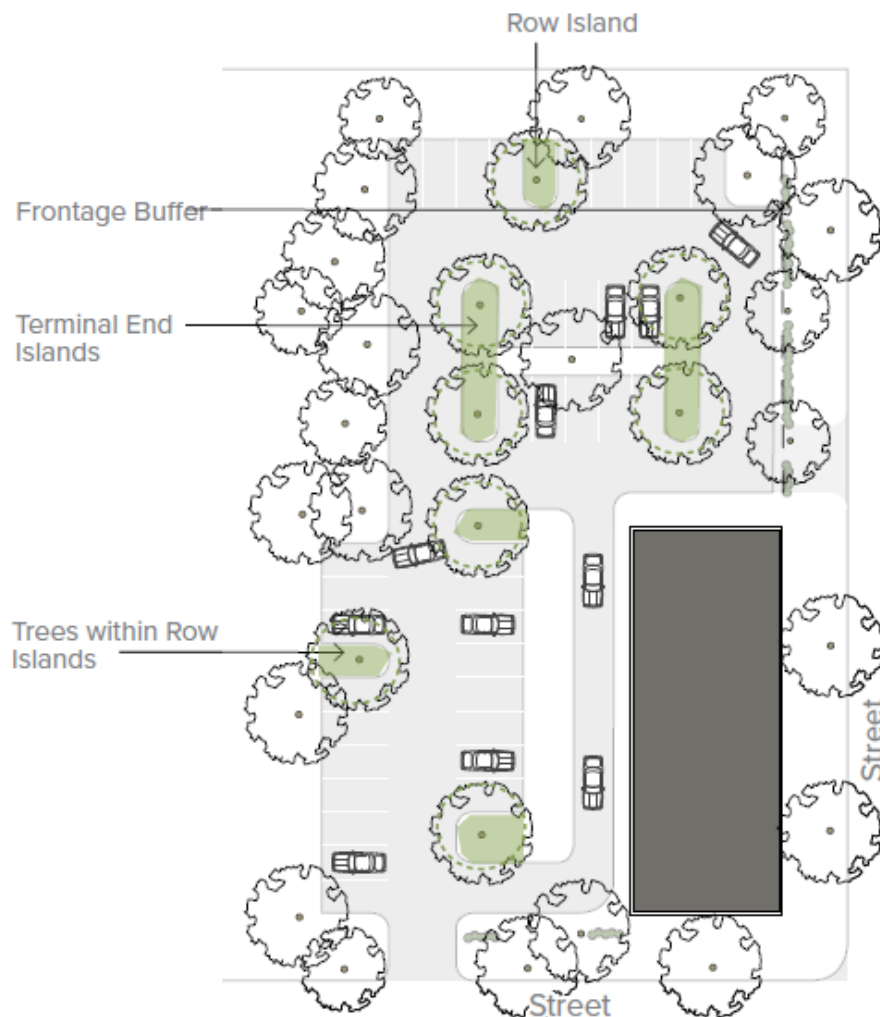 Row Island
Frontage Buffer
Terminal End
Islands
Trees within Row
Islands
Street
Street